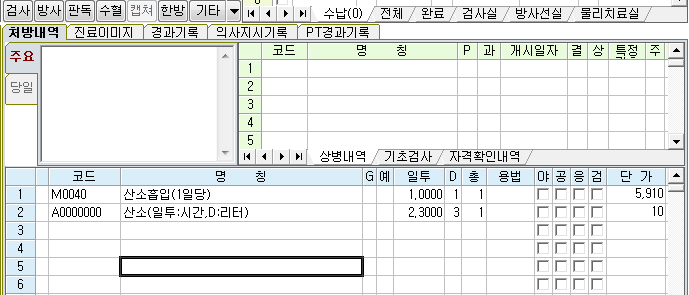 검사 방사 판독 수혈 캡쳐 한방 기타 수납(0) 전체 완료 검사실 방사선실 물리치료실
처방내역 진료이미지 경과기록 의사지시기록 PT경과기록
주요
당일
코드 명 칭 P 과 개시일자 결 상 특정 주
1
2
3
4
5
상병내역 기초검사 자격확인내역
코드 명 칭 G 예 일투 D 총 용법 야 공 응 검 단 가
1 M0040 산소흡입(1일당) 1,0000 1 1 5,910
2 A0000000 산소(일투:시간,D:리터) 2,3000 3 1 10
3
4
5
6